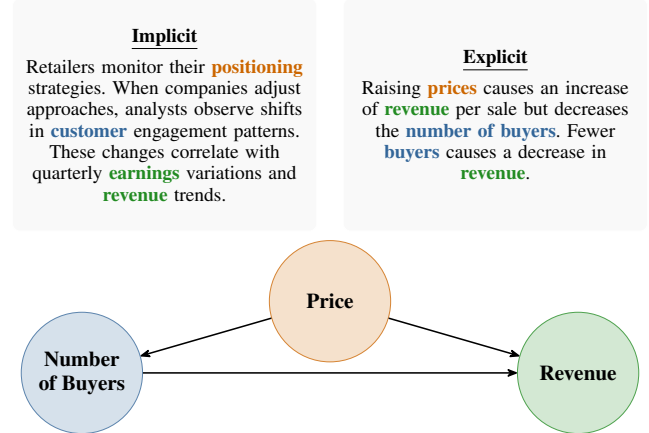 Implicit
Retailers monitor their positioning
strategies. When companies adjust
approaches, analysts observe shifts
in customer engagement patterns.
These changes correlate with
quarterly earnings variations and
revenue trends.
Explicit
Raising prices causes an increase
of revenue per sale but decreases
the number of buyers. Fewer
buyers causes a decrease in
revenue.
Price
Number
of Buyers
Revenue